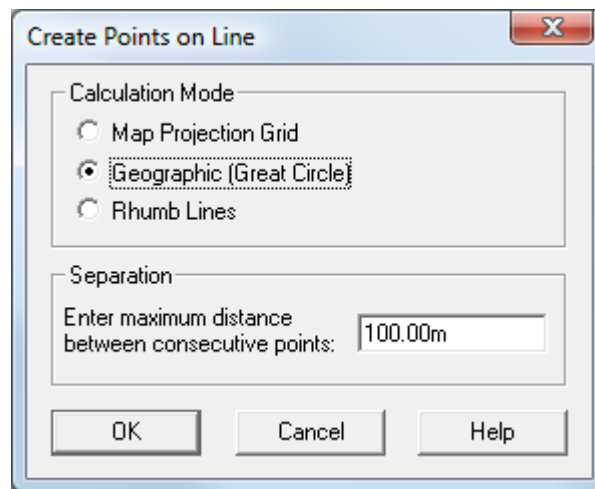 Create Points on Line
Calculation Mode
Map Projection Grid
Geographic (Great Circle)
Rhumb Lines
Separation
Enter maximum distance
between consecutive points:
100.00m
OK Cancel Help